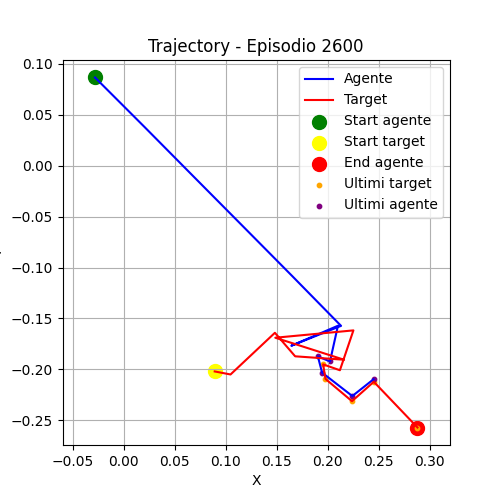 Trajectory - Episodio 2600
0.10
0.05
0.00
−0.05
−0.10
−0.15
−0.20
−0.25
Agente
Target
Start agente
Start target
End agente
Ultimi target
Ultimi agente
−0.05 0.00 0.05 0.10 0.15 0.20 0.25 0.30
X